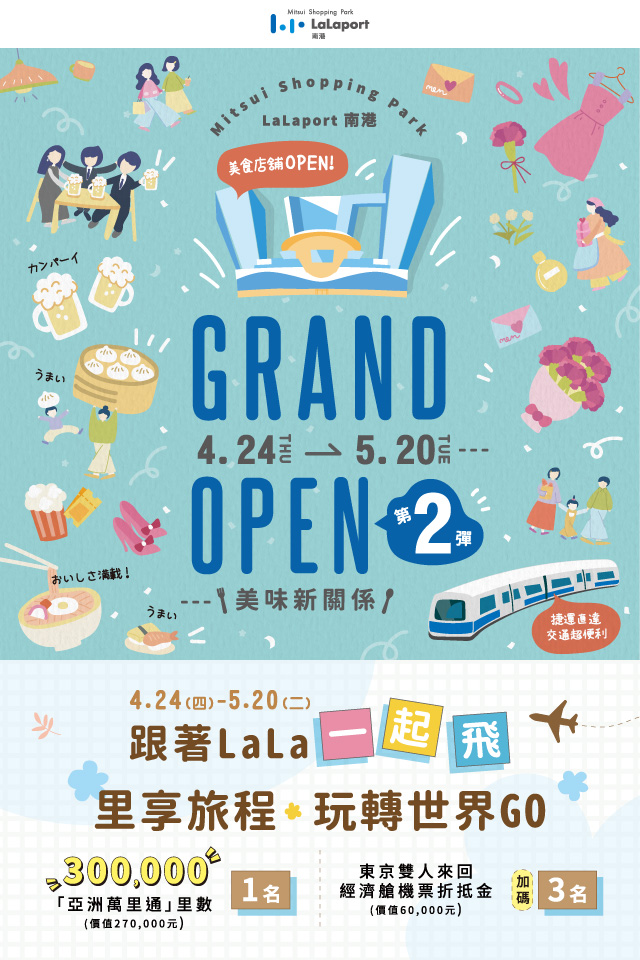 Mitsui Shopping Park
LaLaport
南港
Mitsui Shopping Park
LaLaport 南港
美食店舖OPEN!
mam
カンパーイ
うまい
mam
GRAND
4.24 THU → 5.20 TUE ---
OPEN 第2彈
---美味新關係
おいしさ満載!
うまい
捷運直達
交通超便利
4.24(四)-5.20(二)
跟著LaLa一起飛
里享旅程 玩轉世界GO
300,000
「亞洲萬里通」里數
(價值270,000元)
1名
東京雙人來回
經濟艙機票折抵金
(價值60,000元)
加碼
3名